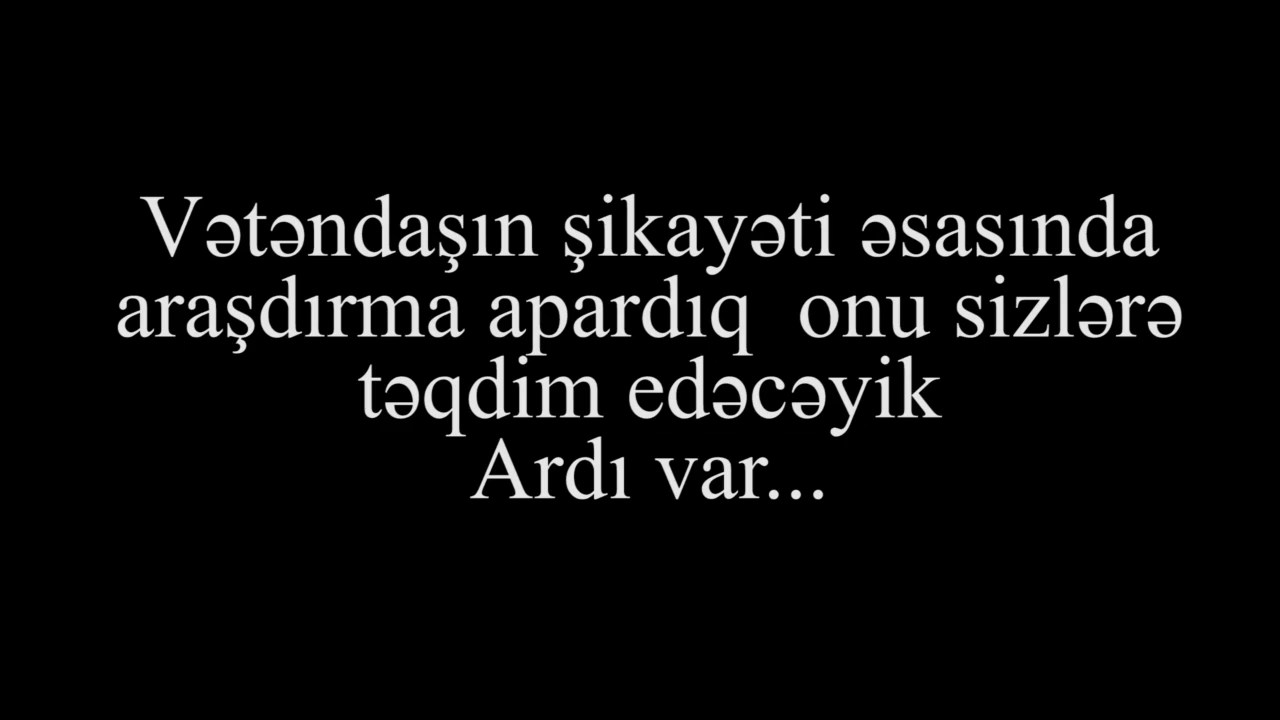 Vətəndaşın şikayəti əsasında
araşdırma apardıq  onu sizlərə
təqdim edəcəyik
Ardı var...